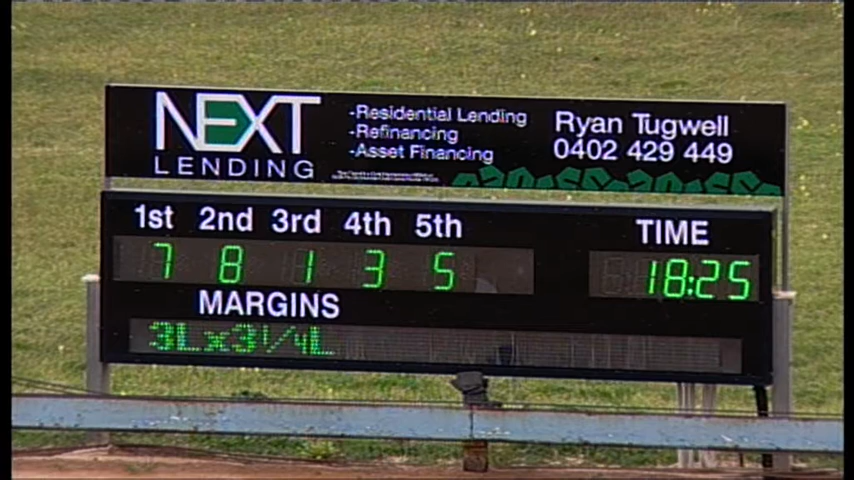 NEXT
LENDING
-Residential Lending
-Refinancing
-Asset Financing
Ryan Tugwell
0402 429 449
1st 2nd 3rd 4th 5th TIME
7 8 1 3 5 18:25
MARGINS
3Lx3¼L